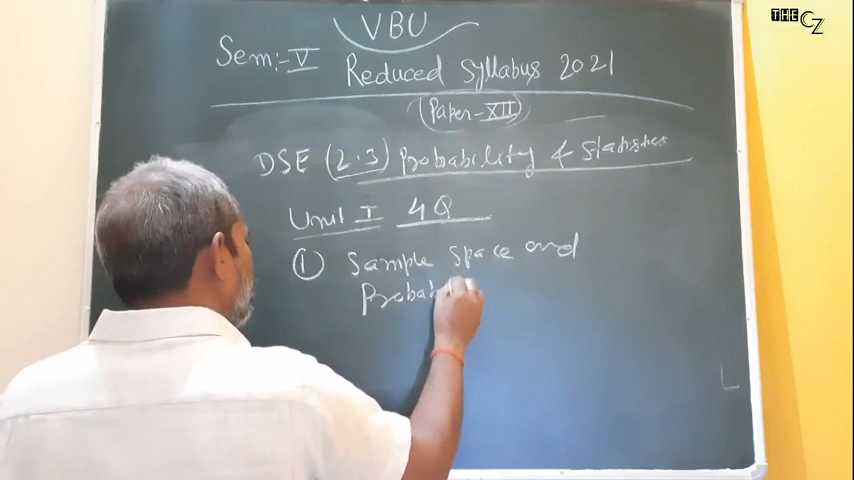 THE CZ
VBU
Sem:- V
Reduced Syllabus 2021
(Paper - XII)
DSE (2.3) Probability & Statistics
Unit I 4Q
① Sample Space and
Probab